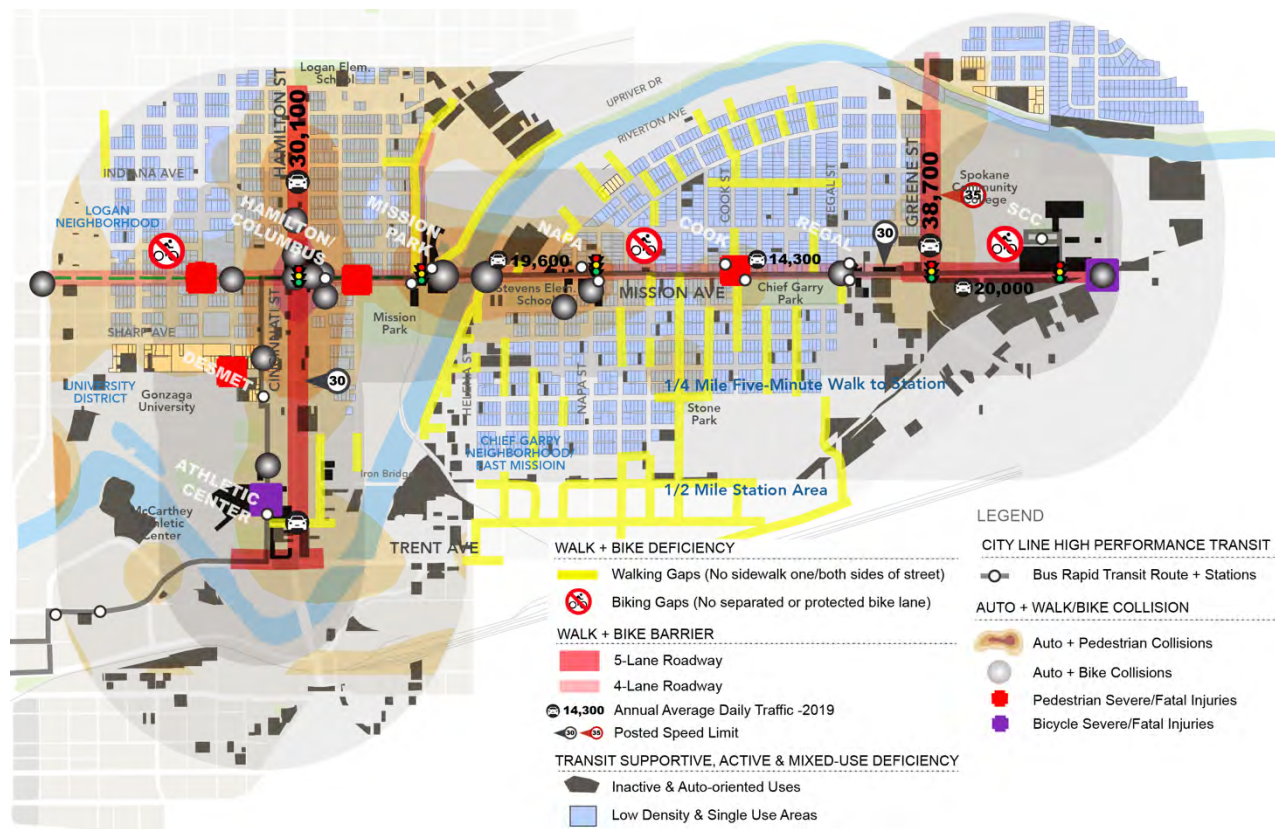 Logan Elem.
School
HAMILTON ST
30,100
UPRIVER DR
RIVERTON AVE
INDIANA AVE
LOGAN
NEIGHBORHOOD
HAMILTON/
COLUMBUS
MISSION
PARK
NAPA
19,600
COOK ST
COOK
REGAL ST
REGAL
14,300
30
GREENE ST
38,700
35
Spokane
Community
College
SCC
20,000
Stevens Elem.
School
MISSION AVE
Chief Garry
Park
Mission
Park
SHARP AVE
CINCINNATI ST
DESMET
30
UNIVERSITY
DISTRICT
Gonzaga
University
HELENA ST
NAPA ST
1/4 Mile Five-Minute Walk to Station
Stone
Park
CHIEF GARRY
NEIGHBORHOOD/
EAST MISSIOIN
Iron Bridge
1/2 Mile Station Area
ATHLETIC
CENTER
McCarthey
Athletic
Center
TRENT AVE
WALK + BIKE DEFICIENCY
Walking Gaps (No sidewalk one/both sides of street)
Biking Gaps (No separated or protected bike lane)
WALK + BIKE BARRIER
5-Lane Roadway
4-Lane Roadway
14,300 Annual Average Daily Traffic -2019
30 35 Posted Speed Limit
TRANSIT SUPPORTIVE, ACTIVE & MIXED-USE DEFICIENCY
Inactive & Auto-oriented Uses
Low Density & Single Use Areas
LEGEND
CITY LINE HIGH PERFORMANCE TRANSIT
Bus Rapid Transit Route + Stations
AUTO + WALK/BIKE COLLISION
Auto + Pedestrian Collisions
Auto + Bike Collisions
Pedestrian Severe/Fatal Injuries
Bicycle Severe/Fatal Injuries